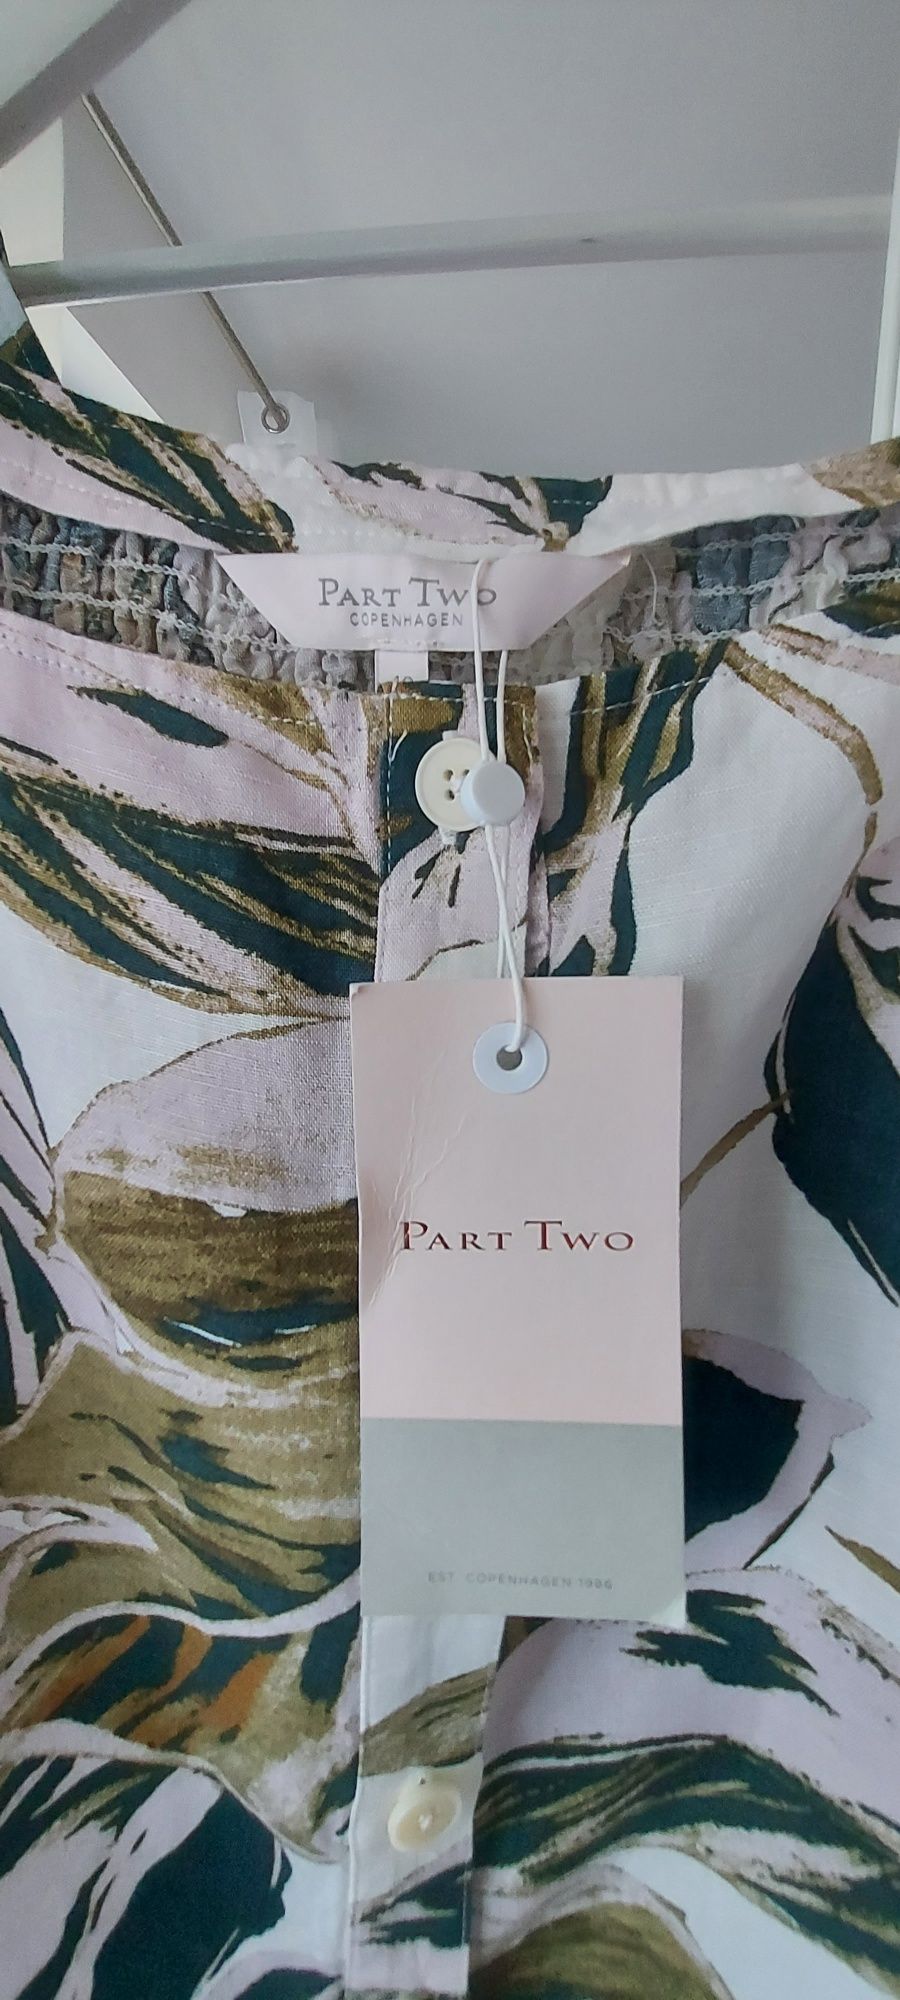 PART TWO
COPENHAGEN
PART TWO
EST. COPENHAGEN 1986